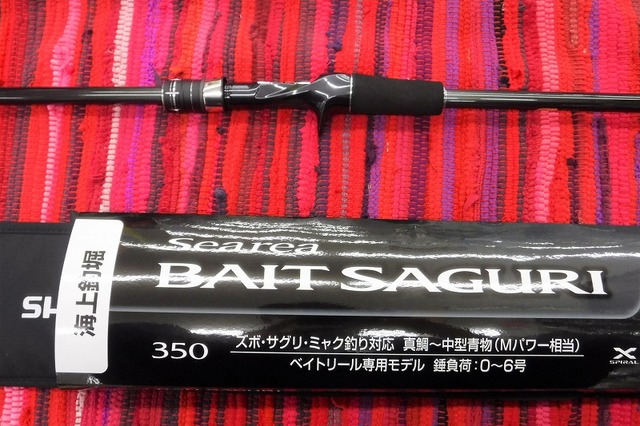 Searea
BAIT SAGURI
海上釣堀
SH
350
ズボ・サグリ・ミャク釣り対応 真鯛～中型青物(Mパワー相当)
ベイトリール専用モデル 錘負荷:0～6号
X
SPIRAL